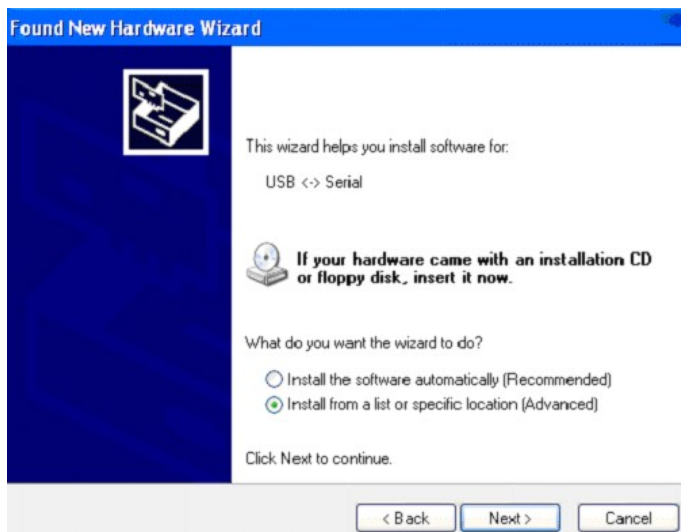 Found New Hardware Wizard
This wizard helps you install software for:
USB <-> Serial
If your hardware came with an installation CD
or floppy disk, insert it now.
What do you want the wizard to do?
Install the software automatically (Recommended)
Install from a list or specific location (Advanced)
Click Next to continue.
< Back Next > Cancel